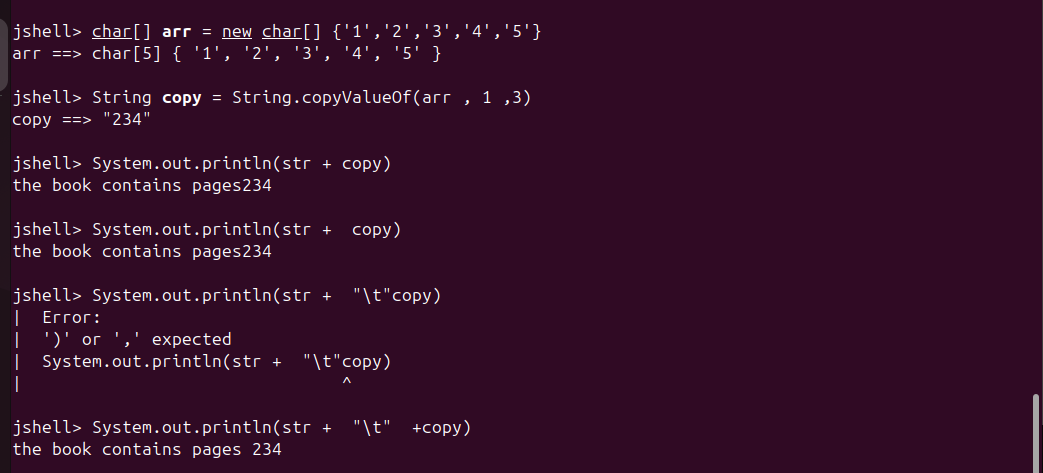 jshell> char[] arr = new char[] {'1','2','3','4','5'}
arr ==> char[5] { '1', '2', '3', '4', '5' }
jshell> String copy = String.copyValueOf(arr , 1 ,3)
copy ==> "234"
jshell> System.out.println(str + copy)
the book contains pages234
jshell> System.out.println(str +  copy)
the book contains pages234
jshell> System.out.println(str +  "\t"copy)
|  Error:
|  ')' or ',' expected
|  System.out.println(str +  "\t"copy)
|                                ^
jshell> System.out.println(str +  "\t"  +copy)
the book contains pages 234